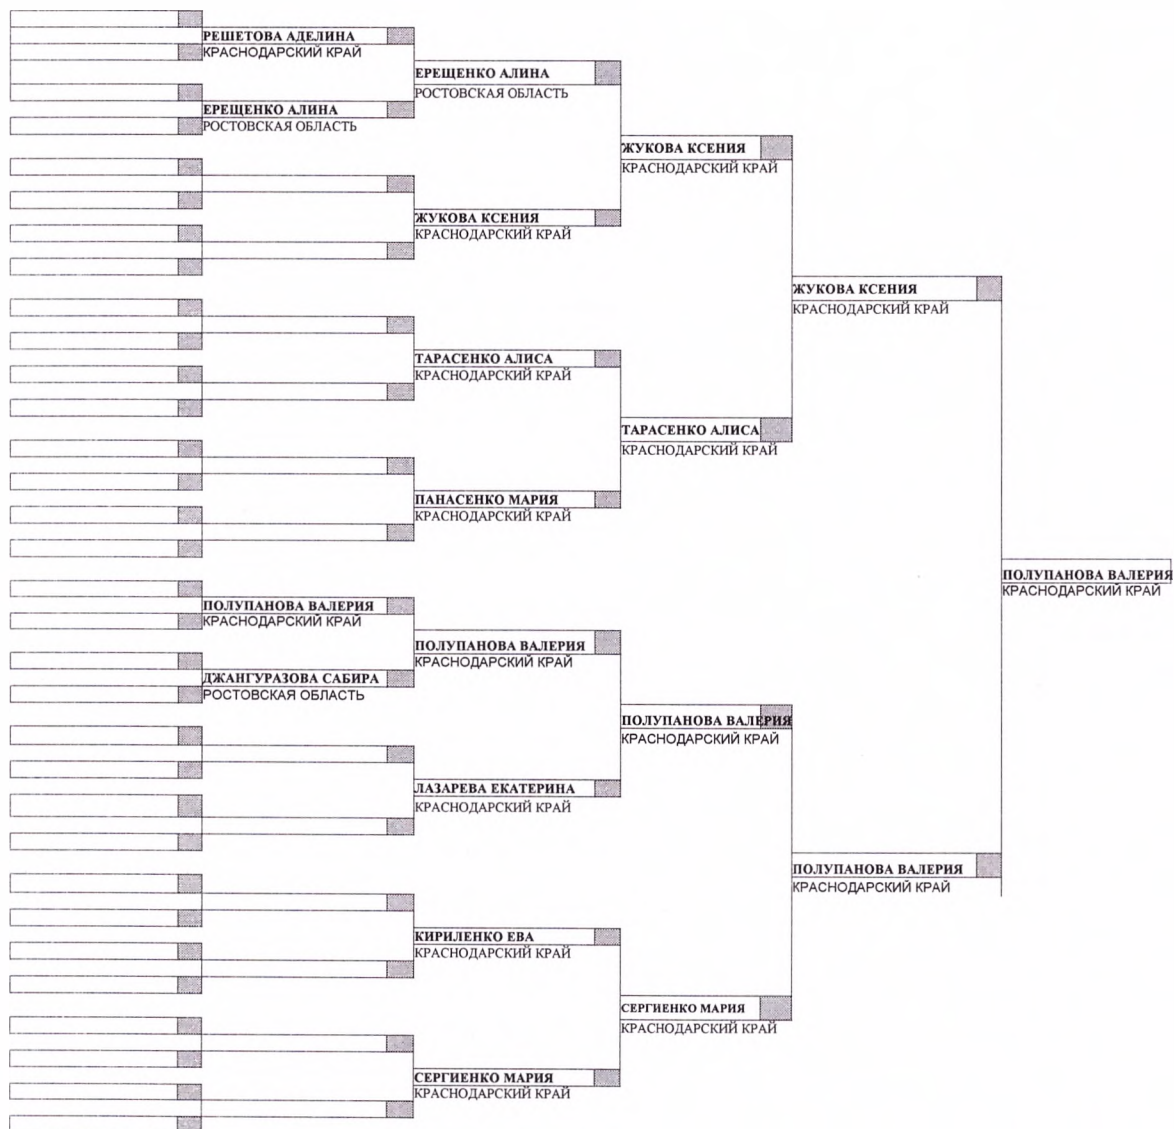 РЕШЕТОВА АДЕЛИНА
КРАСНОДАРСКИЙ КРАЙ
ЕРЕЩЕНКО АЛИНА
РОСТОВСКАЯ ОБЛАСТЬ
ЕРЕЩЕНКО АЛИНА
РОСТОВСКАЯ ОБЛАСТЬ
ЖУКОВА КСЕНИЯ
КРАСНОДАРСКИЙ КРАЙ
ЖУКОВА КСЕНИЯ
КРАСНОДАРСКИЙ КРАЙ
ЖУКОВА КСЕНИЯ
КРАСНОДАРСКИЙ КРАЙ
ТАРАСЕНКО АЛИСА
КРАСНОДАРСКИЙ КРАЙ
ТАРАСЕНКО АЛИСА
КРАСНОДАРСКИЙ КРАЙ
ПАНАСЕНКО МАРИЯ
КРАСНОДАРСКИЙ КРАЙ
ПОЛУПАНОВА ВАЛЕРИЯ
КРАСНОДАРСКИЙ КРАЙ
ПОЛУПАНОВА ВАЛЕРИЯ
КРАСНОДАРСКИЙ КРАЙ
ПОЛУПАНОВА ВАЛЕРИЯ
КРАСНОДАРСКИЙ КРАЙ
ДЖАНГУРАЗОВА САБИРА
РОСТОВСКАЯ ОБЛАСТЬ
ПОЛУПАНОВА ВАЛЕРИЯ
КРАСНОДАРСКИЙ КРАЙ
ЛАЗАРЕВА ЕКАТЕРИНА
КРАСНОДАРСКИЙ КРАЙ
ПОЛУПАНОВА ВАЛЕРИЯ
КРАСНОДАРСКИЙ КРАЙ
КИРИЛЕНКО ЕВА
КРАСНОДАРСКИЙ КРАЙ
СЕРГИЕНКО МАРИЯ
КРАСНОДАРСКИЙ КРАЙ
СЕРГИЕНКО МАРИЯ
КРАСНОДАРСКИЙ КРАЙ